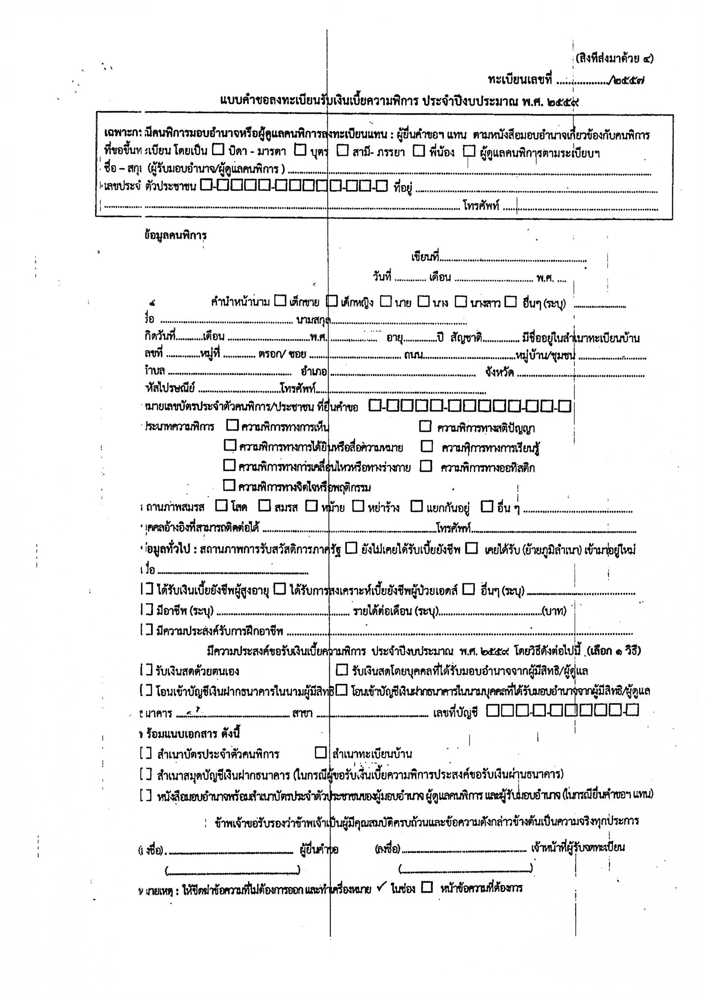 (สิ่งที่ส่งมาด้วย ๔)
ทะเบียนเลขที่ ................../๒๕๕๗
แบบคำขอลงทะเบียนรับเงินเบี้ยความพิการ ประจำปีงบประมาณ พ.ศ. ๒๕๕๙
เฉพาะกรณีคนพิการมอบอำนาจหรือผู้ดูแลคนพิการลงทะเบียนแทน : ผู้ยื่นคำขอฯ แทน ตามหนังสือมอบอำนาจเกี่ยวข้องกับคนพิการ
ที่ขอขึ้นทะเบียน โดยเป็น ☐ บิดา - มารดา ☐ บุตร ☐ สามี- ภรรยา ☐ พี่น้อง ☐ ผู้ดูแลคนพิการตามระเบียบฯ
ชื่อ – สกุล (ผู้รับมอบอำนาจ/ผู้ดูแลคนพิการ ) ..........................................
เลขประจำตัวประชาชน ☐-☐☐☐☐-☐☐☐☐☐-☐☐-☐ ที่อยู่ ..........................................
.......................................... โทรศัพท์ ..........................................
ข้อมูลคนพิการ
เขียนที่..........................................
วันที่ ............. เดือน ............................... พ.ศ. ....
คำนำหน้านาม ☐ เด็กชาย ☐ เด็กหญิง ☐ นาย ☐ นาง ☐ นางสาว ☐ อื่นๆ (ระบุ) ......................
ื่อ .......................................... นามสกุล..........................................
กิดวันที่...........เดือน ..................................พ.ศ. .................... อายุ..............ปี สัญชาติ............... มีชื่ออยู่ในสำเนาทะเบียนบ้าน
ลขที่ ..............หมู่ที่ ............. ตรอก/ ซอย ...................................... ถนน......................................หมู่บ้าน/ชุมชน ............................
ำบล .......................................... อำเภอ .......................................... จังหวัด ..........................................
หัสไปรษณีย์ ..................................โทรศัพท์..........................................
มายเลขบัตรประจำตัวคนพิการ/ประชาชน ที่ยื่นคำขอ ☐-☐☐☐☐-☐☐☐☐☐-☐☐-☐
ประเภทความพิการ ☐ ความพิการทางการเห็น ☐ ความพิการทางสติปัญญา
☐ ความพิการทางการได้ยินหรือสื่อความหมาย ☐ ความพิการทางการเรียนรู้
☐ ความพิการทางการเคลื่อนไหวหรือทางร่างกาย ☐ ความพิการทางออทิสติก
☐ ความพิการทางจิตใจหรือพฤติกรรม
ถานภาพสมรส ☐ โสด ☐ สมรส ☐ หม้าย ☐ หย่าร้าง ☐ แยกกันอยู่ ☐ อื่น ๆ ..........................................
ุคคลอ้างอิงที่สามารถติดต่อได้ ..........................................โทรศัพท์..........................................
้อมูลทั่วไป : สถานภาพการรับสวัสดิการภาครัฐ ☐ ยังไม่เคยได้รับเบี้ยยังชีพ ☐ เคยได้รับ (ย้ายภูมิลำเนา) เข้ามาอยู่ใหม่
มื่อ ..........................................
☐ ได้รับเงินเบี้ยยังชีพผู้สูงอายุ ☐ ได้รับการสงเคราะห์เบี้ยยังชีพผู้ป่วยเอดส์ ☐ อื่นๆ (ระบุ) ..........................................
☐ มีอาชีพ (ระบุ) .......................................... รายได้ต่อเดือน (ระบุ)..........................................(บาท)
☐ มีความประสงค์รับการฝึกอาชีพ ..........................................
มีความประสงค์ขอรับเงินเบี้ยความพิการ ประจำปีงบประมาณ พ.ศ. ๒๕๕๙ โดยวิธีดังต่อไปนี้ (เลือก ๑ วิธี)
☐ รับเงินสดด้วยตนเอง ☐ รับเงินสดโดยบุคคลที่ได้รับมอบอำนาจจากผู้มีสิทธิ/ผู้ดูแล
☐ โอนเข้าบัญชีเงินฝากธนาคารในนามผู้มีสิทธิ ☐ โอนเข้าบัญชีเงินฝากธนาคารในนามบุคคลที่ได้รับมอบอำนาจจากผู้มีสิทธิ/ผู้ดูแล
ธนาคาร .......................................... สาขา .......................................... เลขที่บัญชี ☐☐☐-☐-☐☐☐☐☐-☐
พร้อมแนบเอกสาร ดังนี้
☐ สำเนาบัตรประจำตัวคนพิการ ☐ สำเนาทะเบียนบ้าน
☐ สำเนาสมุดบัญชีเงินฝากธนาคาร (ในกรณีผู้ขอรับเงินเบี้ยความพิการประสงค์ขอรับเงินผ่านธนาคาร)
☐ หนังสือมอบอำนาจพร้อมสำเนาบัตรประจำตัวประชาชนของผู้มอบอำนาจ ผู้ดูแลคนพิการ และผู้รับมอบอำนาจ (ในกรณียื่นคำขอฯ แทน)
ข้าพเจ้าขอรับรองว่าข้าพเจ้าเป็นผู้มีคุณสมบัติครบถ้วนและข้อความดังกล่าวข้างต้นเป็นความจริงทุกประการ
(ลงชื่อ).......................................... ผู้ยื่นคำขอ (ลงชื่อ).......................................... เจ้าหน้าที่ผู้รับจดทะเบียน
(..........................................) (..........................................)
หมายเหตุ : ให้ขีดฆ่าข้อความที่ไม่ต้องการออก และทำเครื่องหมาย ✓ ในช่อง ☐ หน้าข้อความที่ต้องการ